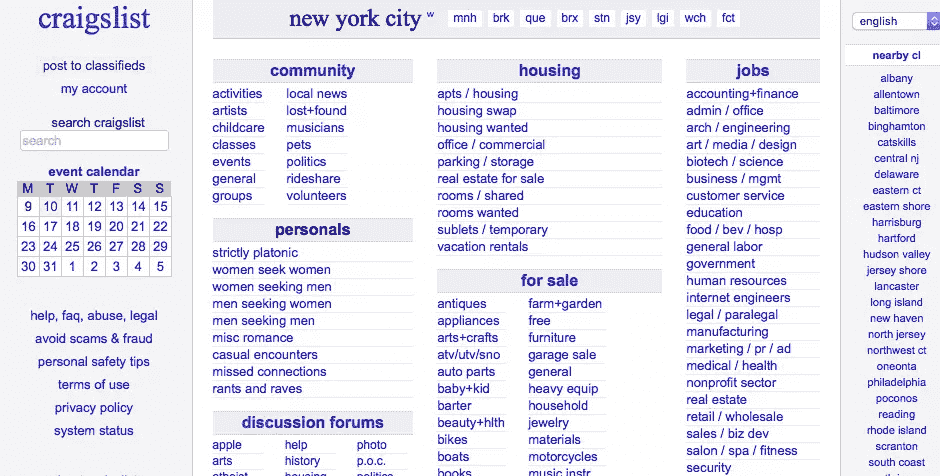 craigslist
post to classifieds
my account
search craigslist
search
event calendar
M T W T F S S
9 10 11 12 13 14 15
16 17 18 19 20 21 22
23 24 25 26 27 28 29
30 31 1 2 3 4 5
help, faq, abuse, legal
avoid scams & fraud
personal safety tips
terms of use
privacy policy
system status
new york city w mnh brk que brx stn jsy lgi wch fct
community
activities
artists
childcare
classes
events
general
groups
local news
lost+found
musicians
pets
politics
rideshare
volunteers
personals
strictly platonic
women seek women
women seeking men
men seeking women
men seeking men
misc romance
casual encounters
missed connections
rants and raves
discussion forums
apple
arts
help
history
photo
p.o.c.
housing
apts / housing
housing swap
housing wanted
office / commercial
parking / storage
real estate for sale
rooms / shared
rooms wanted
sublets / temporary
vacation rentals
for sale
antiques
appliances
arts+crafts
atv/utv/sno
auto parts
baby+kid
barter
beauty+hlth
bikes
boats
books
farm+garden
free
furniture
garage sale
general
heavy equip
household
jewelry
materials
motorcycles
music instr
jobs
accounting+finance
admin / office
arch / engineering
art / media / design
biotech / science
business / mgmt
customer service
education
food / bev / hosp
general labor
government
human resources
internet engineers
legal / paralegal
manufacturing
marketing / pr / ad
medical / health
nonprofit sector
real estate
retail / wholesale
sales / biz dev
salon / spa / fitness
security
english
nearby cl
albany
allentown
baltimore
binghamton
catskills
central nj
delaware
eastern ct
eastern shore
harrisburg
hartford
hudson valley
jersey shore
lancaster
long island
new haven
north jersey
northwest ct
oneonta
philadelphia
poconos
reading
rhode island
scranton
south coast